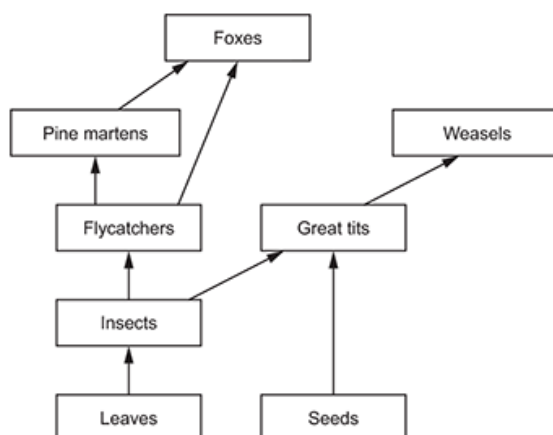 Foxes
Pine martens
Weasels
Flycatchers
Great tits
Insects
Leaves
Seeds